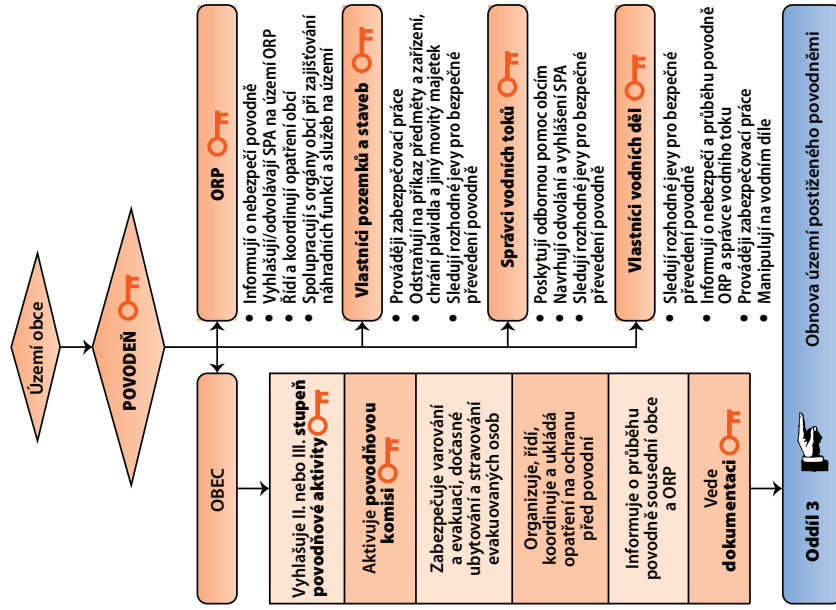 Území obce
POVODEŇ
OBEC
Vyhlašuje II. nebo III. stupeň
povodňové aktivity
Aktivuje povodňovou
komisi
Zabezpečuje varování
a evakuaci, dočasné
ubytování a stravování
evakuovaných osob
Organizuje, řídí,
koordinuje a ukládá
opatření na ochranu
před povodní
Informuje o průběhu
povodně sousední obce
a ORP
Vede
dokumentaci
ORP
• Informují o nebezpečí povodně
• Vyhlašují/odvolávají SPA na území ORP
• Řídí a koordinují opatření obcí
• Spolupracují s orgány obcí při zajišťování
náhradních funkcí a služeb na území
Vlastníci pozemků a staveb
• Provádějí zabezpečovací práce
• Odstraňují na příkaz předměty a zařízení,
chrání plavidla a jiný movitý majetek
• Sledují rozhodné jevy pro bezpečné
převedení povodně
Správci vodních toků
• Poskytují odbornou pomoc obcím
• Navrhují odvolání a vyhlášení SPA
• Sledují rozhodné jevy pro bezpečné
převedení povodně
Vlastníci vodních děl
• Sledují rozhodné jevy pro bezpečné
převedení povodně
• Informují o nebezpečí a průběhu povodně
ORP a správce vodního toku
• Provádějí zabezpečovací práce
• Manipulují na vodním díle
Oddíl 3 Obnova území postiženého povodněmi